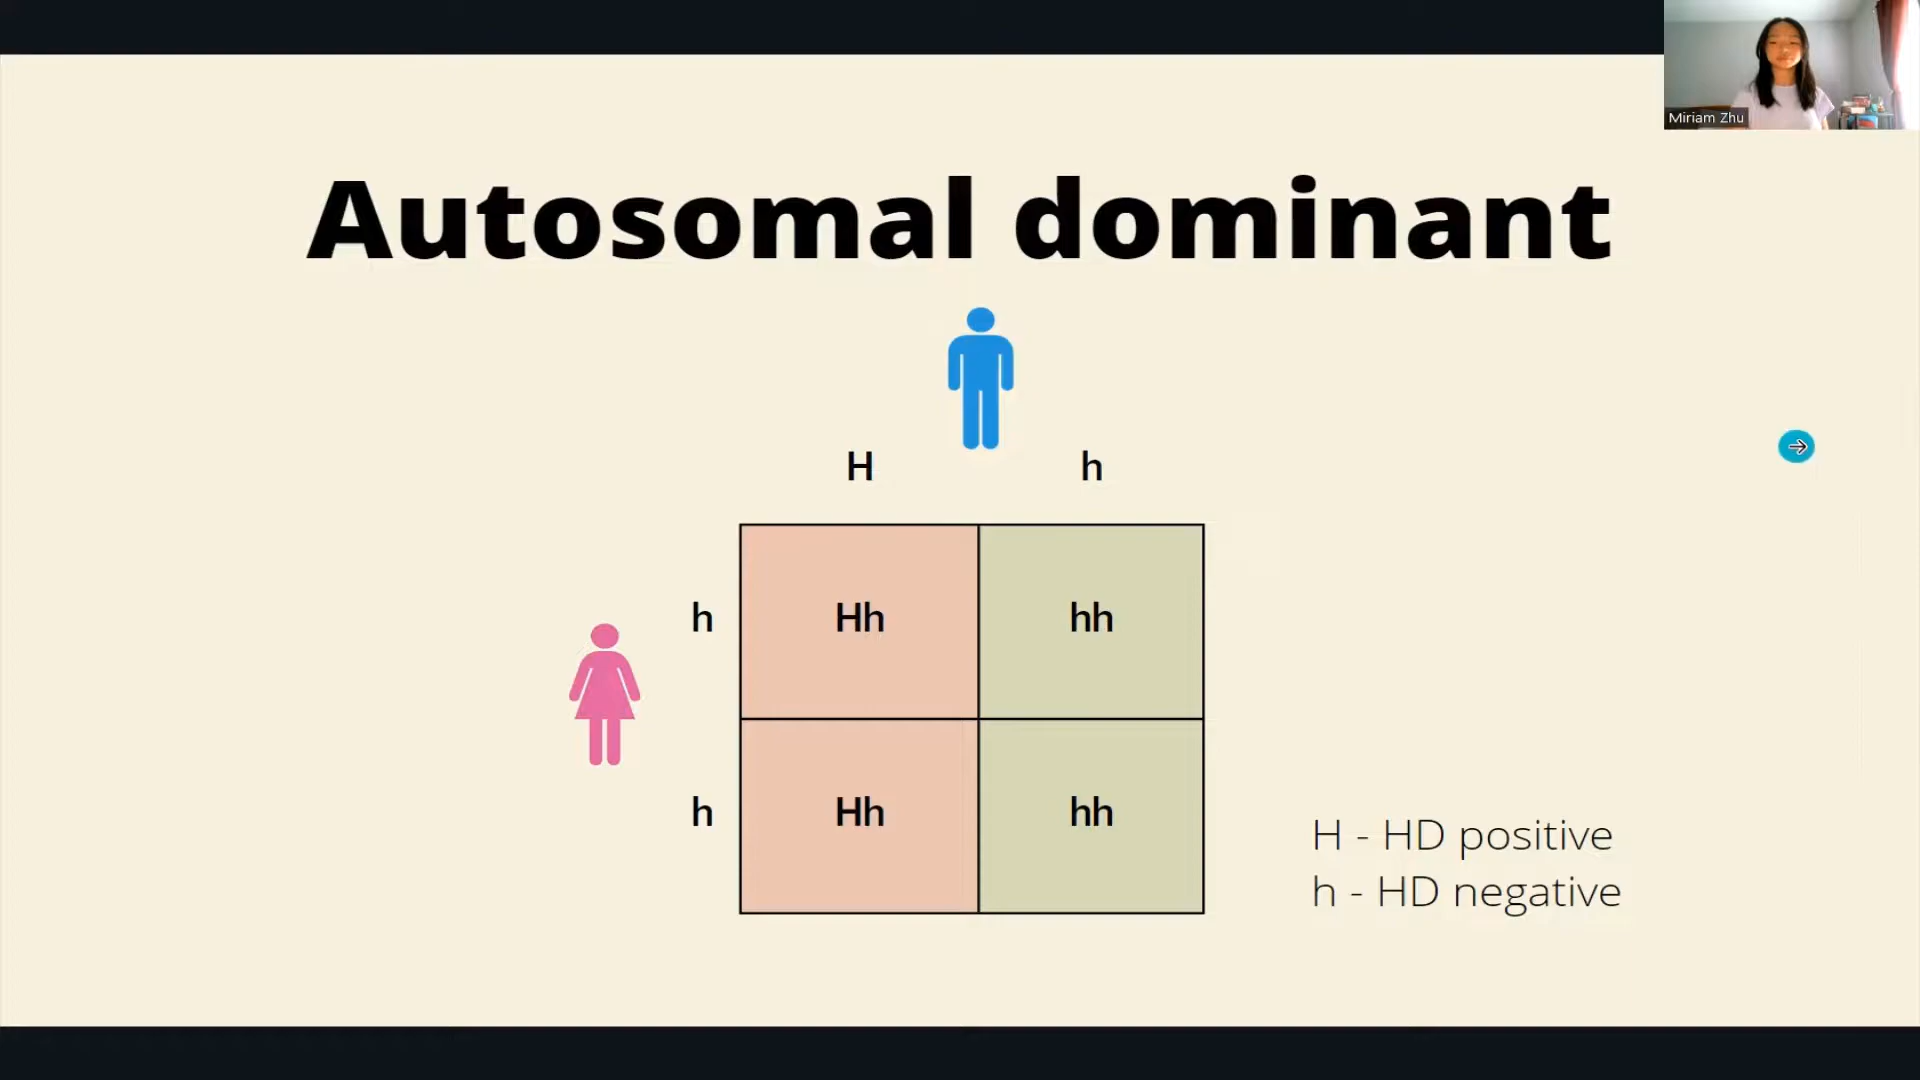 Miriam Zhu
Autosomal dominant
H h
h Hh hh
h Hh hh
H - HD positive
h - HD negative